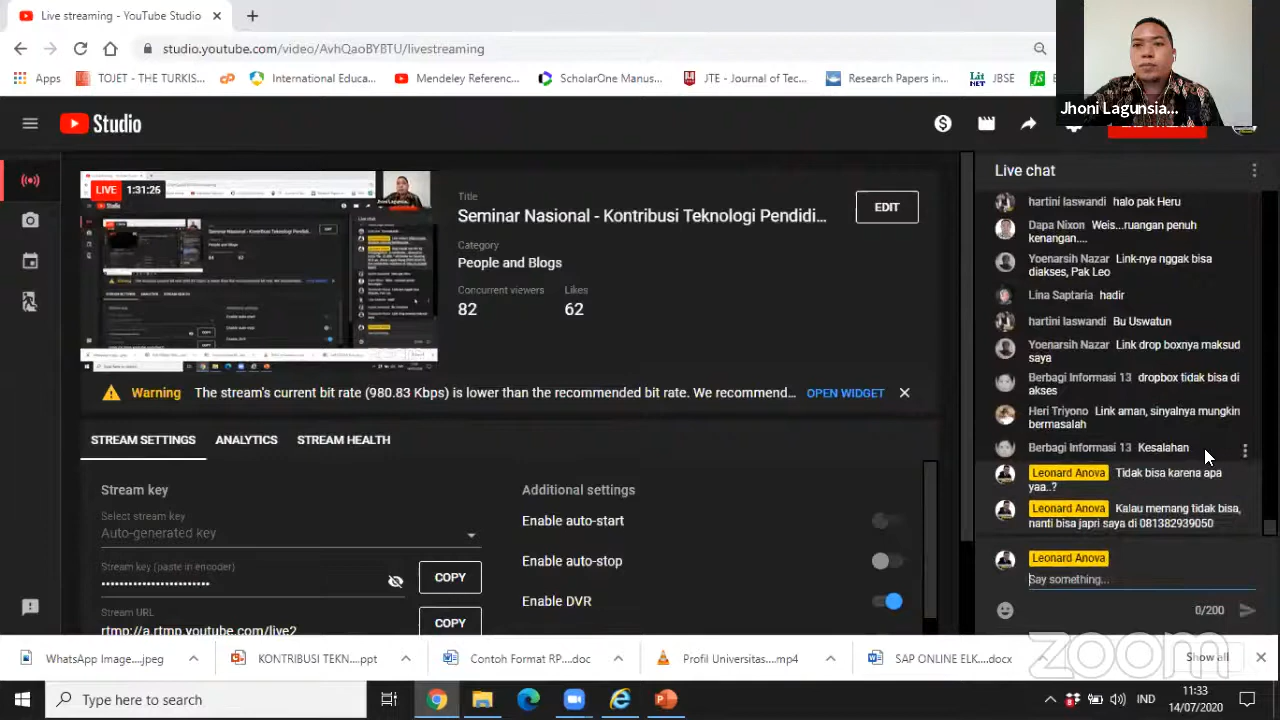 Live streaming - YouTube Studio
studio.youtube.com/video/AvhQaoBYBTU/livestreaming
Apps TOJET - THE TURKIS... International Educa... Mendeley Referenc... ScholarOne Manus... JTE - Journal of Tec... Research Papers in... JBSE
Jhoni Lagunsia...
Studio
LIVE 1:31:26
Title
Seminar Nasional - Kontribusi Teknologi Pendidi...
EDIT
Category
People and Blogs
Concurrent viewers Likes
82 62
Warning The stream's current bit rate (980.83 Kbps) is lower than the recommended bit rate. We recommend... OPEN WIDGET
STREAM SETTINGS ANALYTICS STREAM HEALTH
Stream key
Select stream key
Auto-generated key
Stream key (paste in encoder)
COPY
Stream URL
rtmp://a.rtmp.youtube.com/live2
COPY
Additional settings
Enable auto-start
Enable auto-stop
Enable DVR
Live chat
hartini laswandi halo pak Heru
Dapa Nixom Weis...ruangan penuh
kenangan....
Yoenarsih Nazar Link-nya nggak bisa
diakses, Pak Leo
Lina Saptaria hadir
hartini laswandi Bu Uswatun
Yoenarsih Nazar Link drop boxnya maksud
saya
Berbagi Informasi 13 dropbox tidak bisa di
akses
Heri Triyono Link aman, sinyalnya mungkin
bermasalah
Berbagi Informasi 13 Kesalahan
Leonard Anova Tidak bisa karena apa
yaa..?
Leonard Anova Kalau memang tidak bisa,
nanti bisa japri saya di 081382939050
Leonard Anova
Say something...
0/200
zoom
WhatsApp Image....jpeg KONTRIBUSI TEKN....ppt Contoh Format RP....doc Profil Universitas....mp4 SAP ONLINE ELK....docx Show all
Type here to search
IND
11:33
14/07/2020